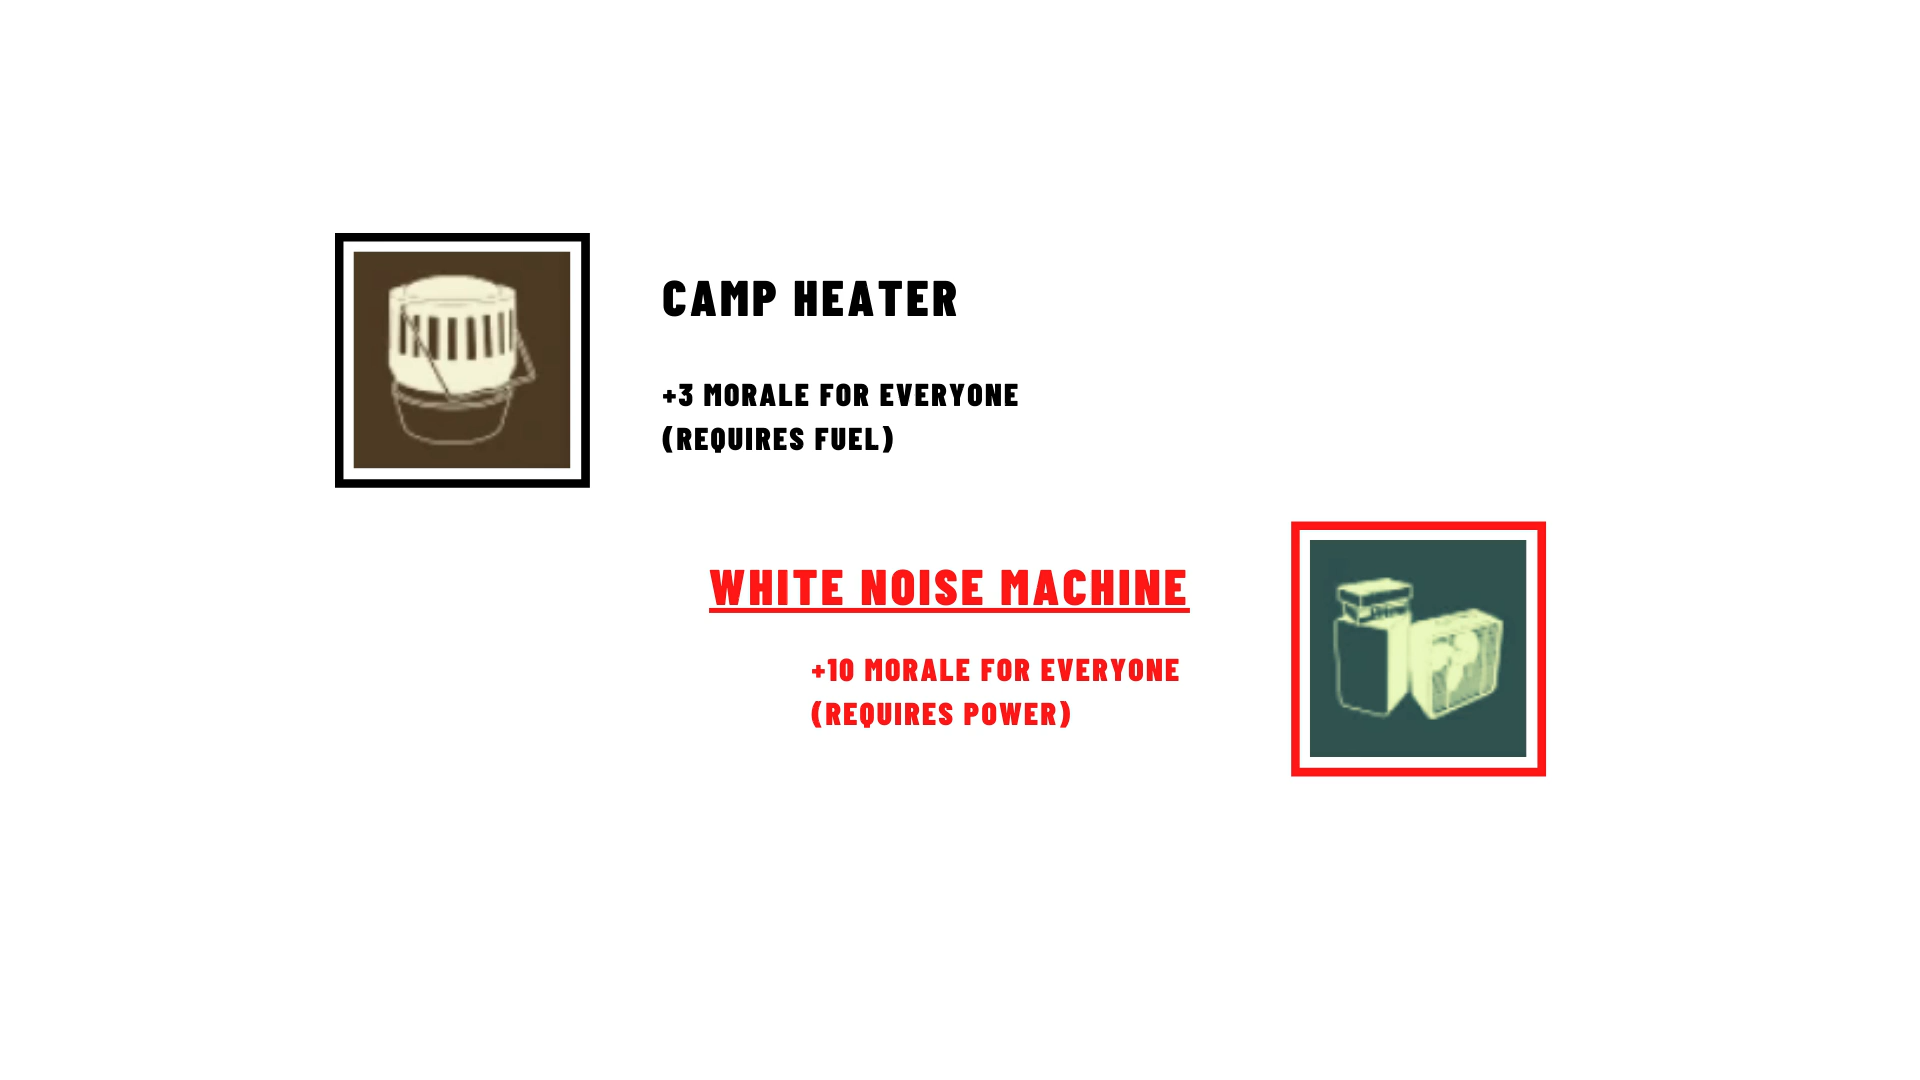 CAMP HEATER
+3 MORALE FOR EVERYONE
(REQUIRES FUEL)
WHITE NOISE MACHINE
+10 MORALE FOR EVERYONE
(REQUIRES POWER)